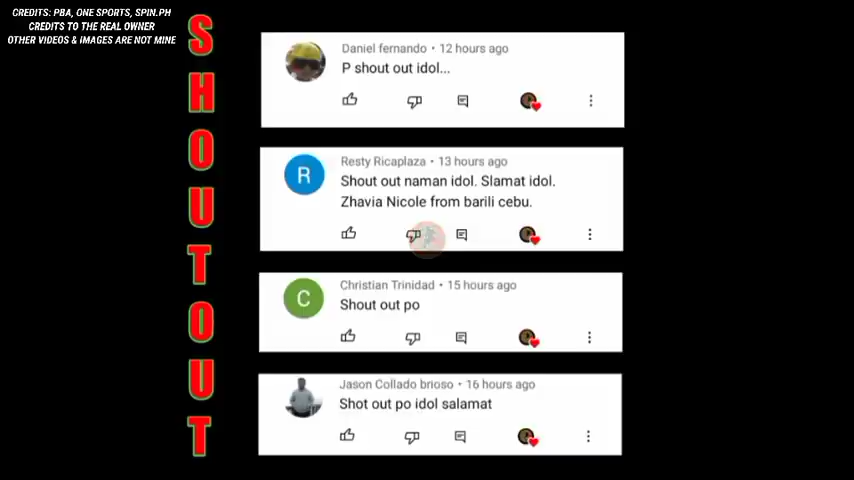 CREDITS: PBA, ONE SPORTS, SPIN.PH
CREDITS TO THE REAL OWNER
OTHER VIDEOS & IMAGES ARE NOT MINE
SHOUTOUT
Daniel fernando • 12 hours ago
P shout out idol...
R
Resty Ricaplaza • 13 hours ago
Shout out naman idol. Slamat idol.
Zhavia Nicole from barili cebu.
C
Christian Trinidad • 15 hours ago
Shout out po
Jason Collado brioso • 16 hours ago
Shot out po idol salamat